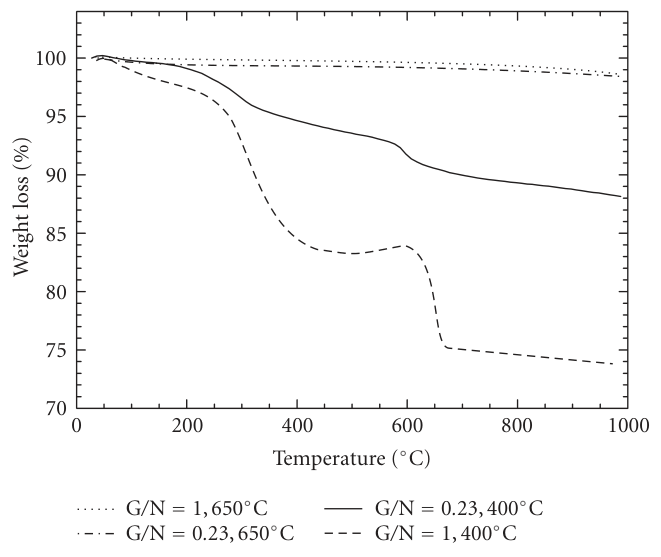 100
95
90
85
80
75
70
Weight loss (%)
0 200 400 600 800 1000
Temperature (°C)
G/N = 1, 650°C
G/N = 0.23, 400°C
G/N = 0.23, 650°C
G/N = 1, 400°C